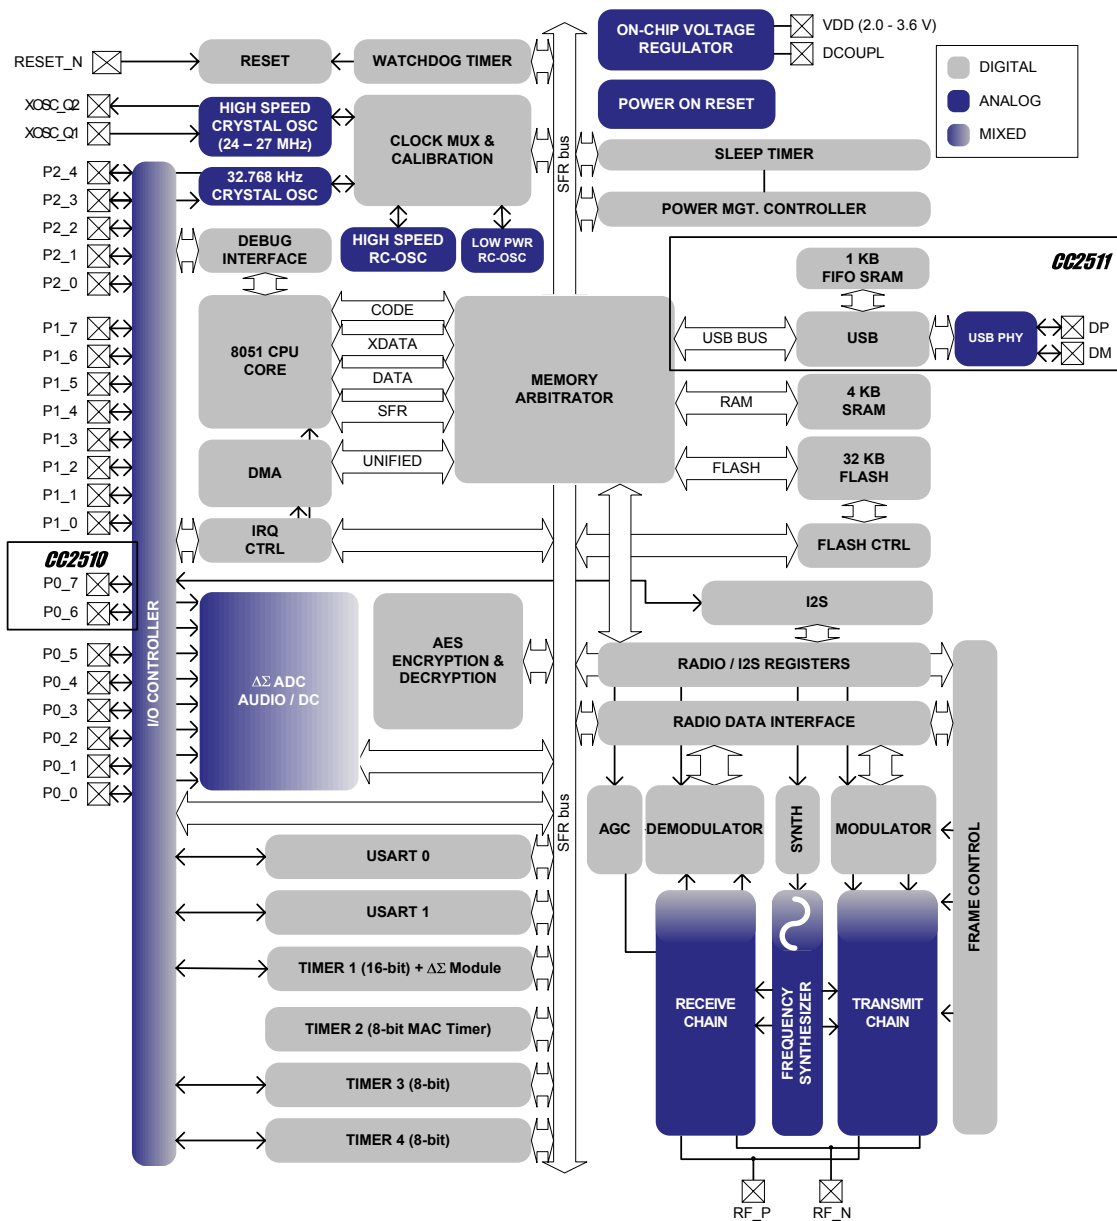 RESET_N
XOSC_Q2
XOSC_Q1
P2_4
P2_3
P2_2
P2_1
P2_0
P1_7
P1_6
P1_5
P1_4
P1_3
P1_2
P1_1
P1_0
CC2510
P0_7
P0_6
P0_5
P0_4
P0_3
P0_2
P0_1
P0_0
I/O CONTROLLER
RESET
WATCHDOG TIMER
HIGH SPEED
CRYSTAL OSC
(24 – 27 MHz)
CLOCK MUX &
CALIBRATION
32.768 kHz
CRYSTAL OSC
DEBUG
INTERFACE
HIGH SPEED
RC-OSC
LOW PWR
RC-OSC
8051 CPU
CORE
CODE
XDATA
DATA
SFR
DMA
UNIFIED
IRQ
CTRL
MEMORY
ARBITRATOR
ΔΣ ADC
AUDIO / DC
AES
ENCRYPTION &
DECRYPTION
USART 0
USART 1
TIMER 1 (16-bit) + ΔΣ Module
TIMER 2 (8-bit MAC Timer)
TIMER 3 (8-bit)
TIMER 4 (8-bit)
SFR bus
SFR bus
ON-CHIP VOLTAGE
REGULATOR
VDD (2.0 - 3.6 V)
DCOUPL
POWER ON RESET
DIGITAL
ANALOG
MIXED
SLEEP TIMER
POWER MGT. CONTROLLER
CC2511
1 KB
FIFO SRAM
USB BUS
USB
USB PHY
DP
DM
RAM
4 KB
SRAM
FLASH
32 KB
FLASH
FLASH CTRL
I2S
RADIO / I2S REGISTERS
RADIO DATA INTERFACE
AGC
DEMODULATOR
SYNTH
MODULATOR
FRAME CONTROL
RECEIVE
CHAIN
FREQUENCY
SYNTHESIZER
TRANSMIT
CHAIN
RF_P
RF_N